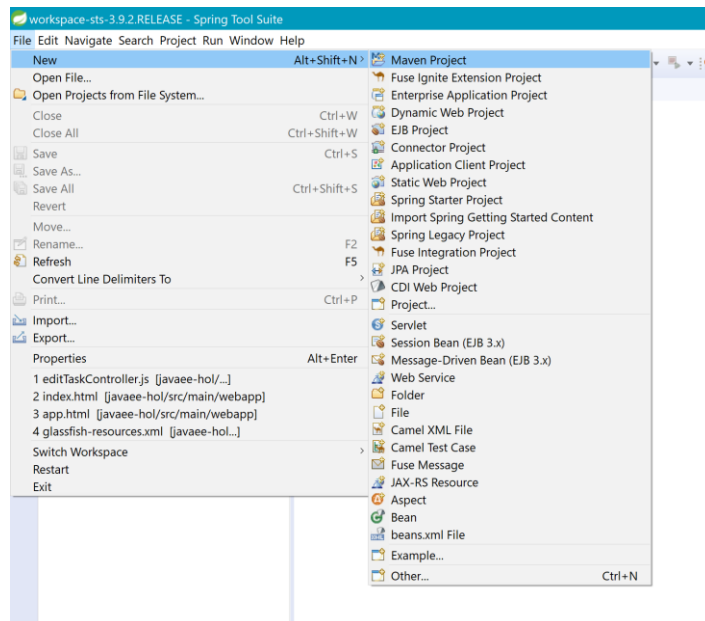 workspace-sts-3.9.2.RELEASE - Spring Tool Suite
File Edit Navigate Search Project Run Window Help
New Alt+Shift+N >
Open File...
Open Projects from File System...
Close Ctrl+W
Close All Ctrl+Shift+W
Save Ctrl+S
Save As...
Save All Ctrl+Shift+S
Revert
Move...
Rename... F2
Refresh F5
Convert Line Delimiters To >
Print... Ctrl+P
Import...
Export...
Properties Alt+Enter
1 editTaskController.js [javaee-hol/...]
2 index.html [javaee-hol/src/main/webapp]
3 app.html [javaee-hol/src/main/webapp]
4 glassfish-resources.xml [javaee-hol...]
Switch Workspace >
Restart
Exit
Maven Project
Fuse Ignite Extension Project
Enterprise Application Project
Dynamic Web Project
EJB Project
Connector Project
Application Client Project
Static Web Project
Spring Starter Project
Import Spring Getting Started Content
Spring Legacy Project
Fuse Integration Project
JPA Project
CDI Web Project
Project...
Servlet
Session Bean (EJB 3.x)
Message-Driven Bean (EJB 3.x)
Web Service
Folder
File
Camel XML File
Camel Test Case
Fuse Message
JAX-RS Resource
Aspect
Bean
beans.xml File
Example...
Other... Ctrl+N